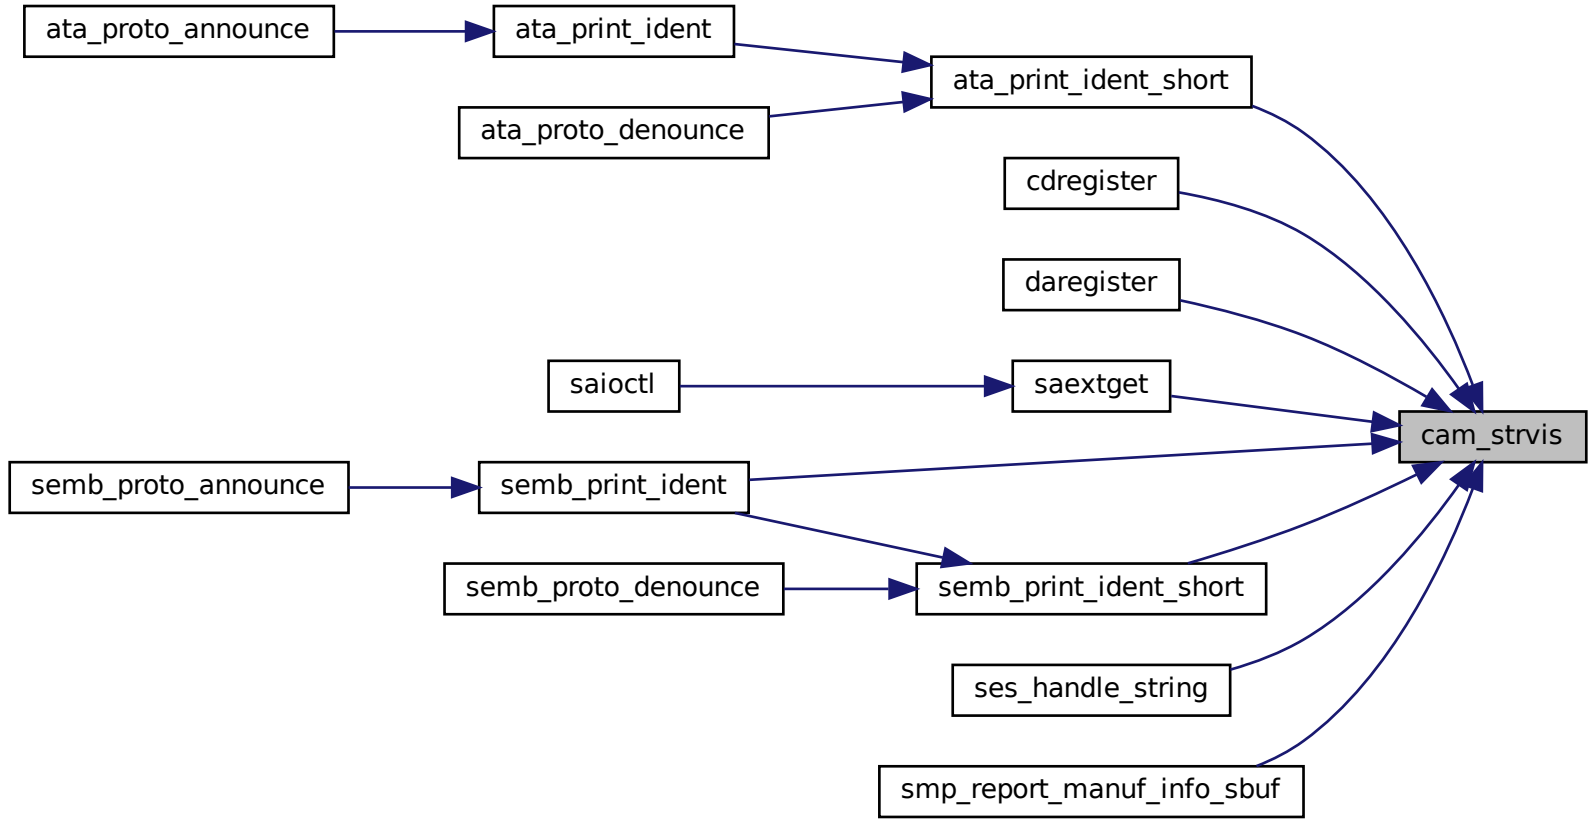 ata_proto_announce
ata_print_ident
ata_print_ident_short
ata_proto_denounce
cdregister
daregister
saioctl
saextget
cam_strvis
semb_proto_announce
semb_print_ident
semb_proto_denounce
semb_print_ident_short
ses_handle_string
smp_report_manuf_info_sbuf